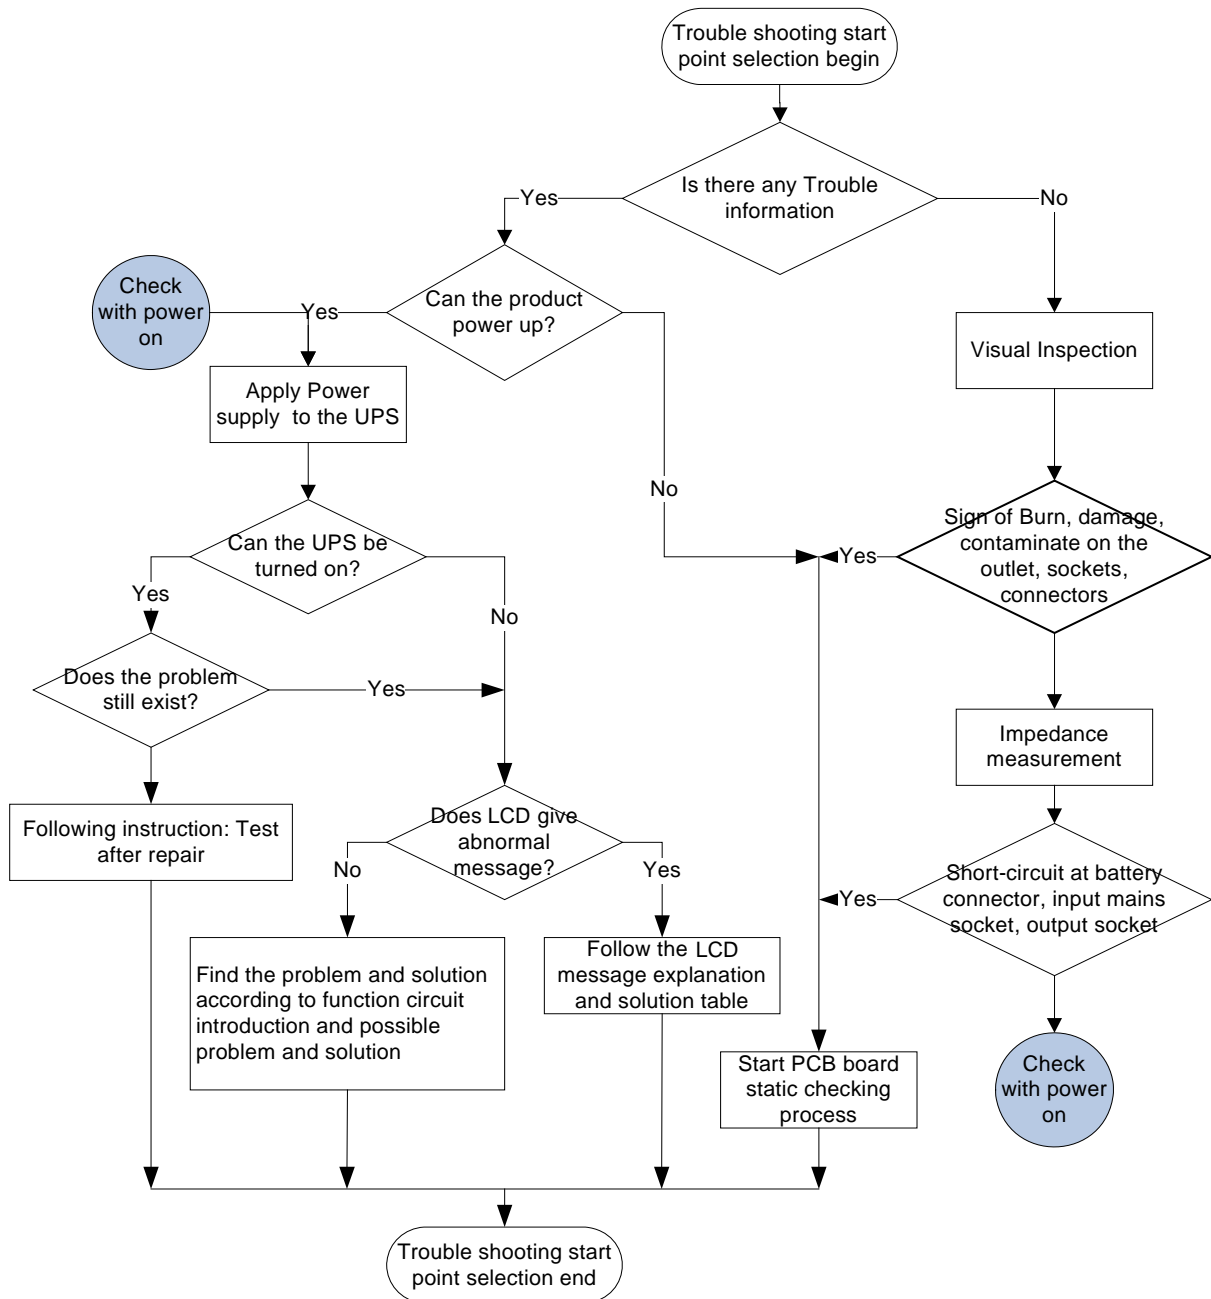 Trouble shooting start
point selection begin
Is there any Trouble
information
Yes
No
Check
with power
on
Yes
Can the product
power up?
Visual Inspection
Apply Power
supply to the UPS
No
Sign of Burn, damage,
contaminate on the
outlet, sockets,
connectors
Yes
Can the UPS be
turned on?
Yes
No
Does the problem
still exist?
Yes
Impedance
measurement
Following instruction: Test
after repair
Does LCD give
abnormal
message?
No
Yes
Yes
Short-circuit at battery
connector, input mains
socket, output socket
Find the problem and solution
according to function circuit
introduction and possible
problem and solution
Follow the LCD
message explanation
and solution table
Start PCB board
static checking
process
Check
with power
on
Trouble shooting start
point selection end